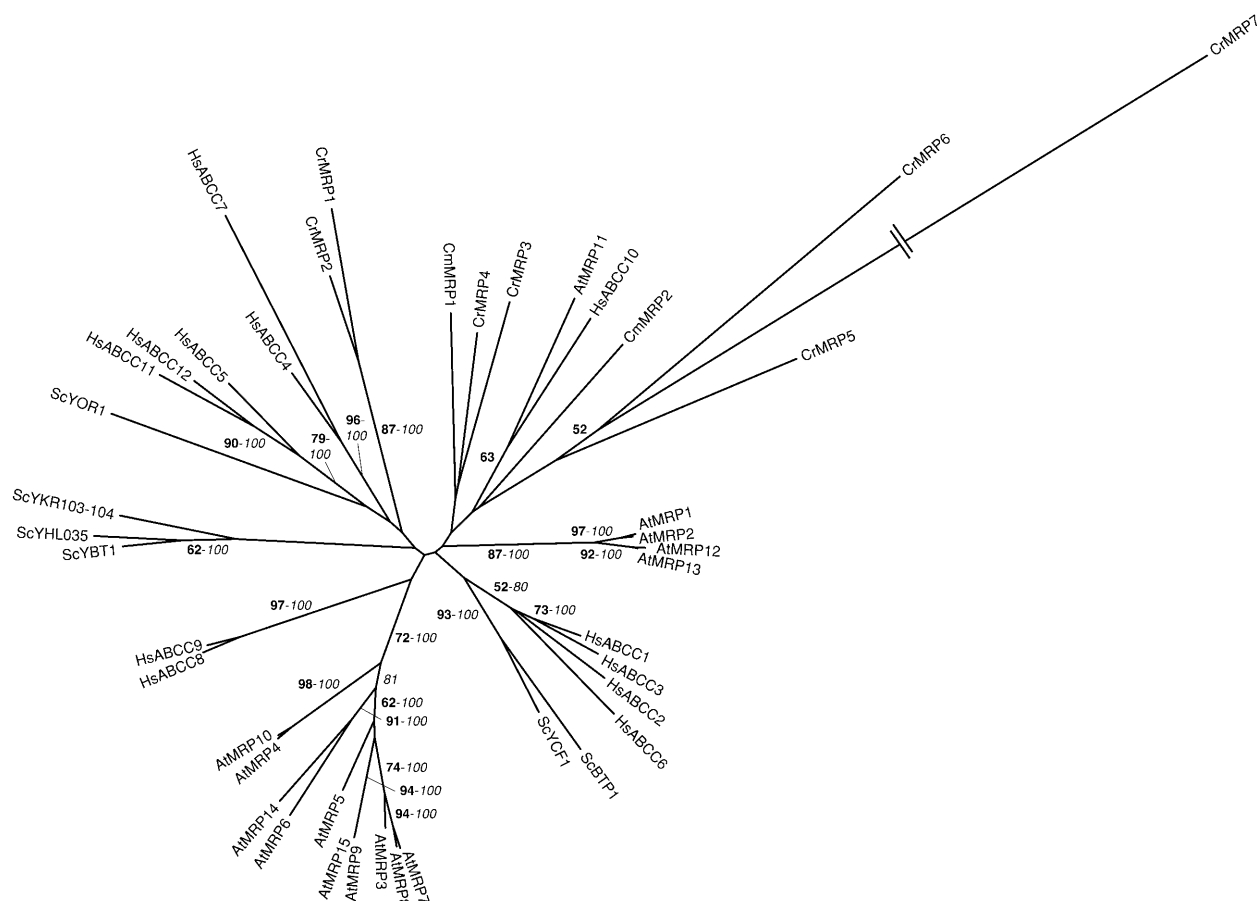 CrMRP7
CrMRP6
HsABCC7
CrMRP1
CrMRP2
CmMRP1
CrMRP4
CrMRP3
AtMRP11
HsABCC10
CmMRP2
CrMRP5
HsABCC4
HsABCC5
HsABCC12
HsABCC11
ScYOR1
90-100
79-
100
96-
100
87-100
63
52
ScYKR103-104
ScYHL035
ScYBT1
62-100
87-100
97-100
92-100
AtMRP1
AtMRP2
AtMRP12
AtMRP13
52-80
93-100
73-100
HsABCC1
HsABCC3
HsABCC2
HsABCC6
ScYCF1
ScBTP1
97-100
HsABCC9
HsABCC8
72-100
98-100
81
62-100
91-100
AtMRP10
AtMRP4
74-100
94-100
94-100
AtMRP14
AtMRP6
AtMRP5
AtMRP15
AtMRP9
AtMRP3
AtMRP7